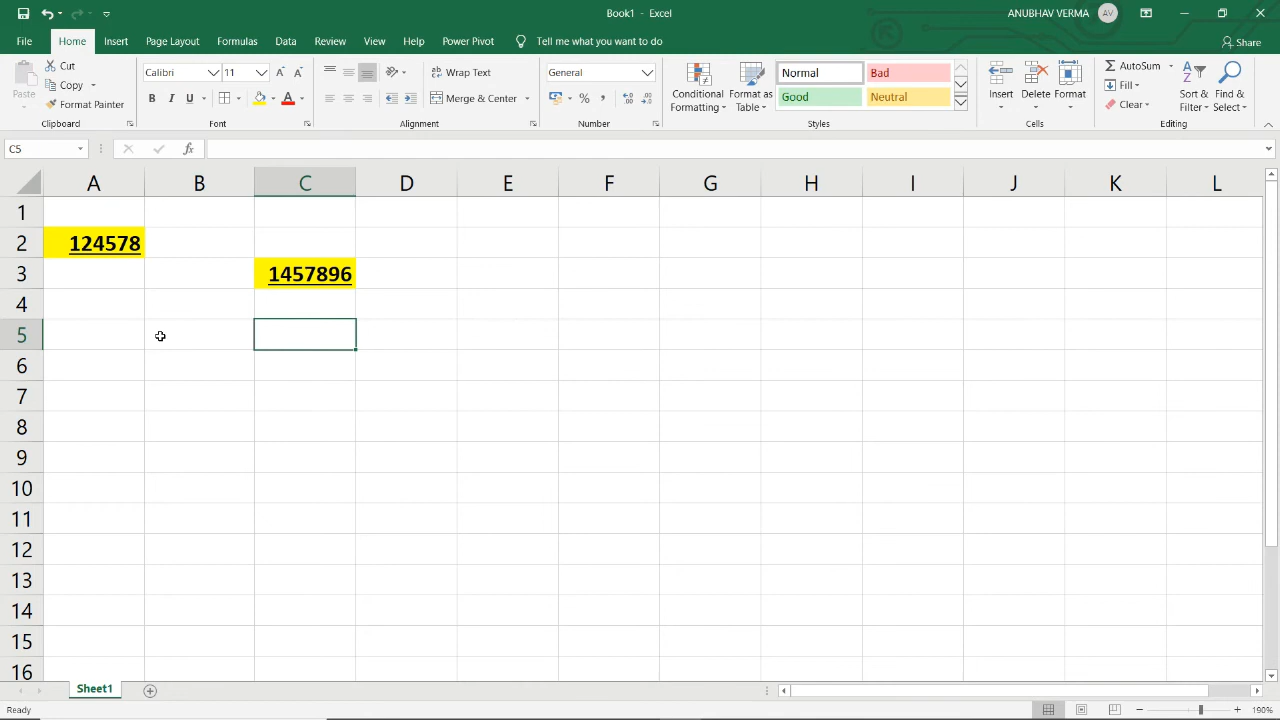 Book1 - Excel
ANUBHAV VERMA AV
File Home Insert Page Layout Formulas Data Review View Help Power Pivot Tell me what you want to do Share
Paste Cut
Copy
Format Painter
Clipboard
Calibri 11
B I U
Font
Wrap Text
Merge & Center
Alignment
General
Number
Conditional Formatting
Format as Table
Normal Bad
Good Neutral
Styles
Insert Delete Format
Cells
AutoSum
Fill
Clear
Sort & Filter
Find & Select
Editing
C5 fx
A B C D E F G H I J K L
1
2 124578
3 1457896
4
5
6
7
8
9
10
11
12
13
14
15
16
Sheet1
Ready 190%